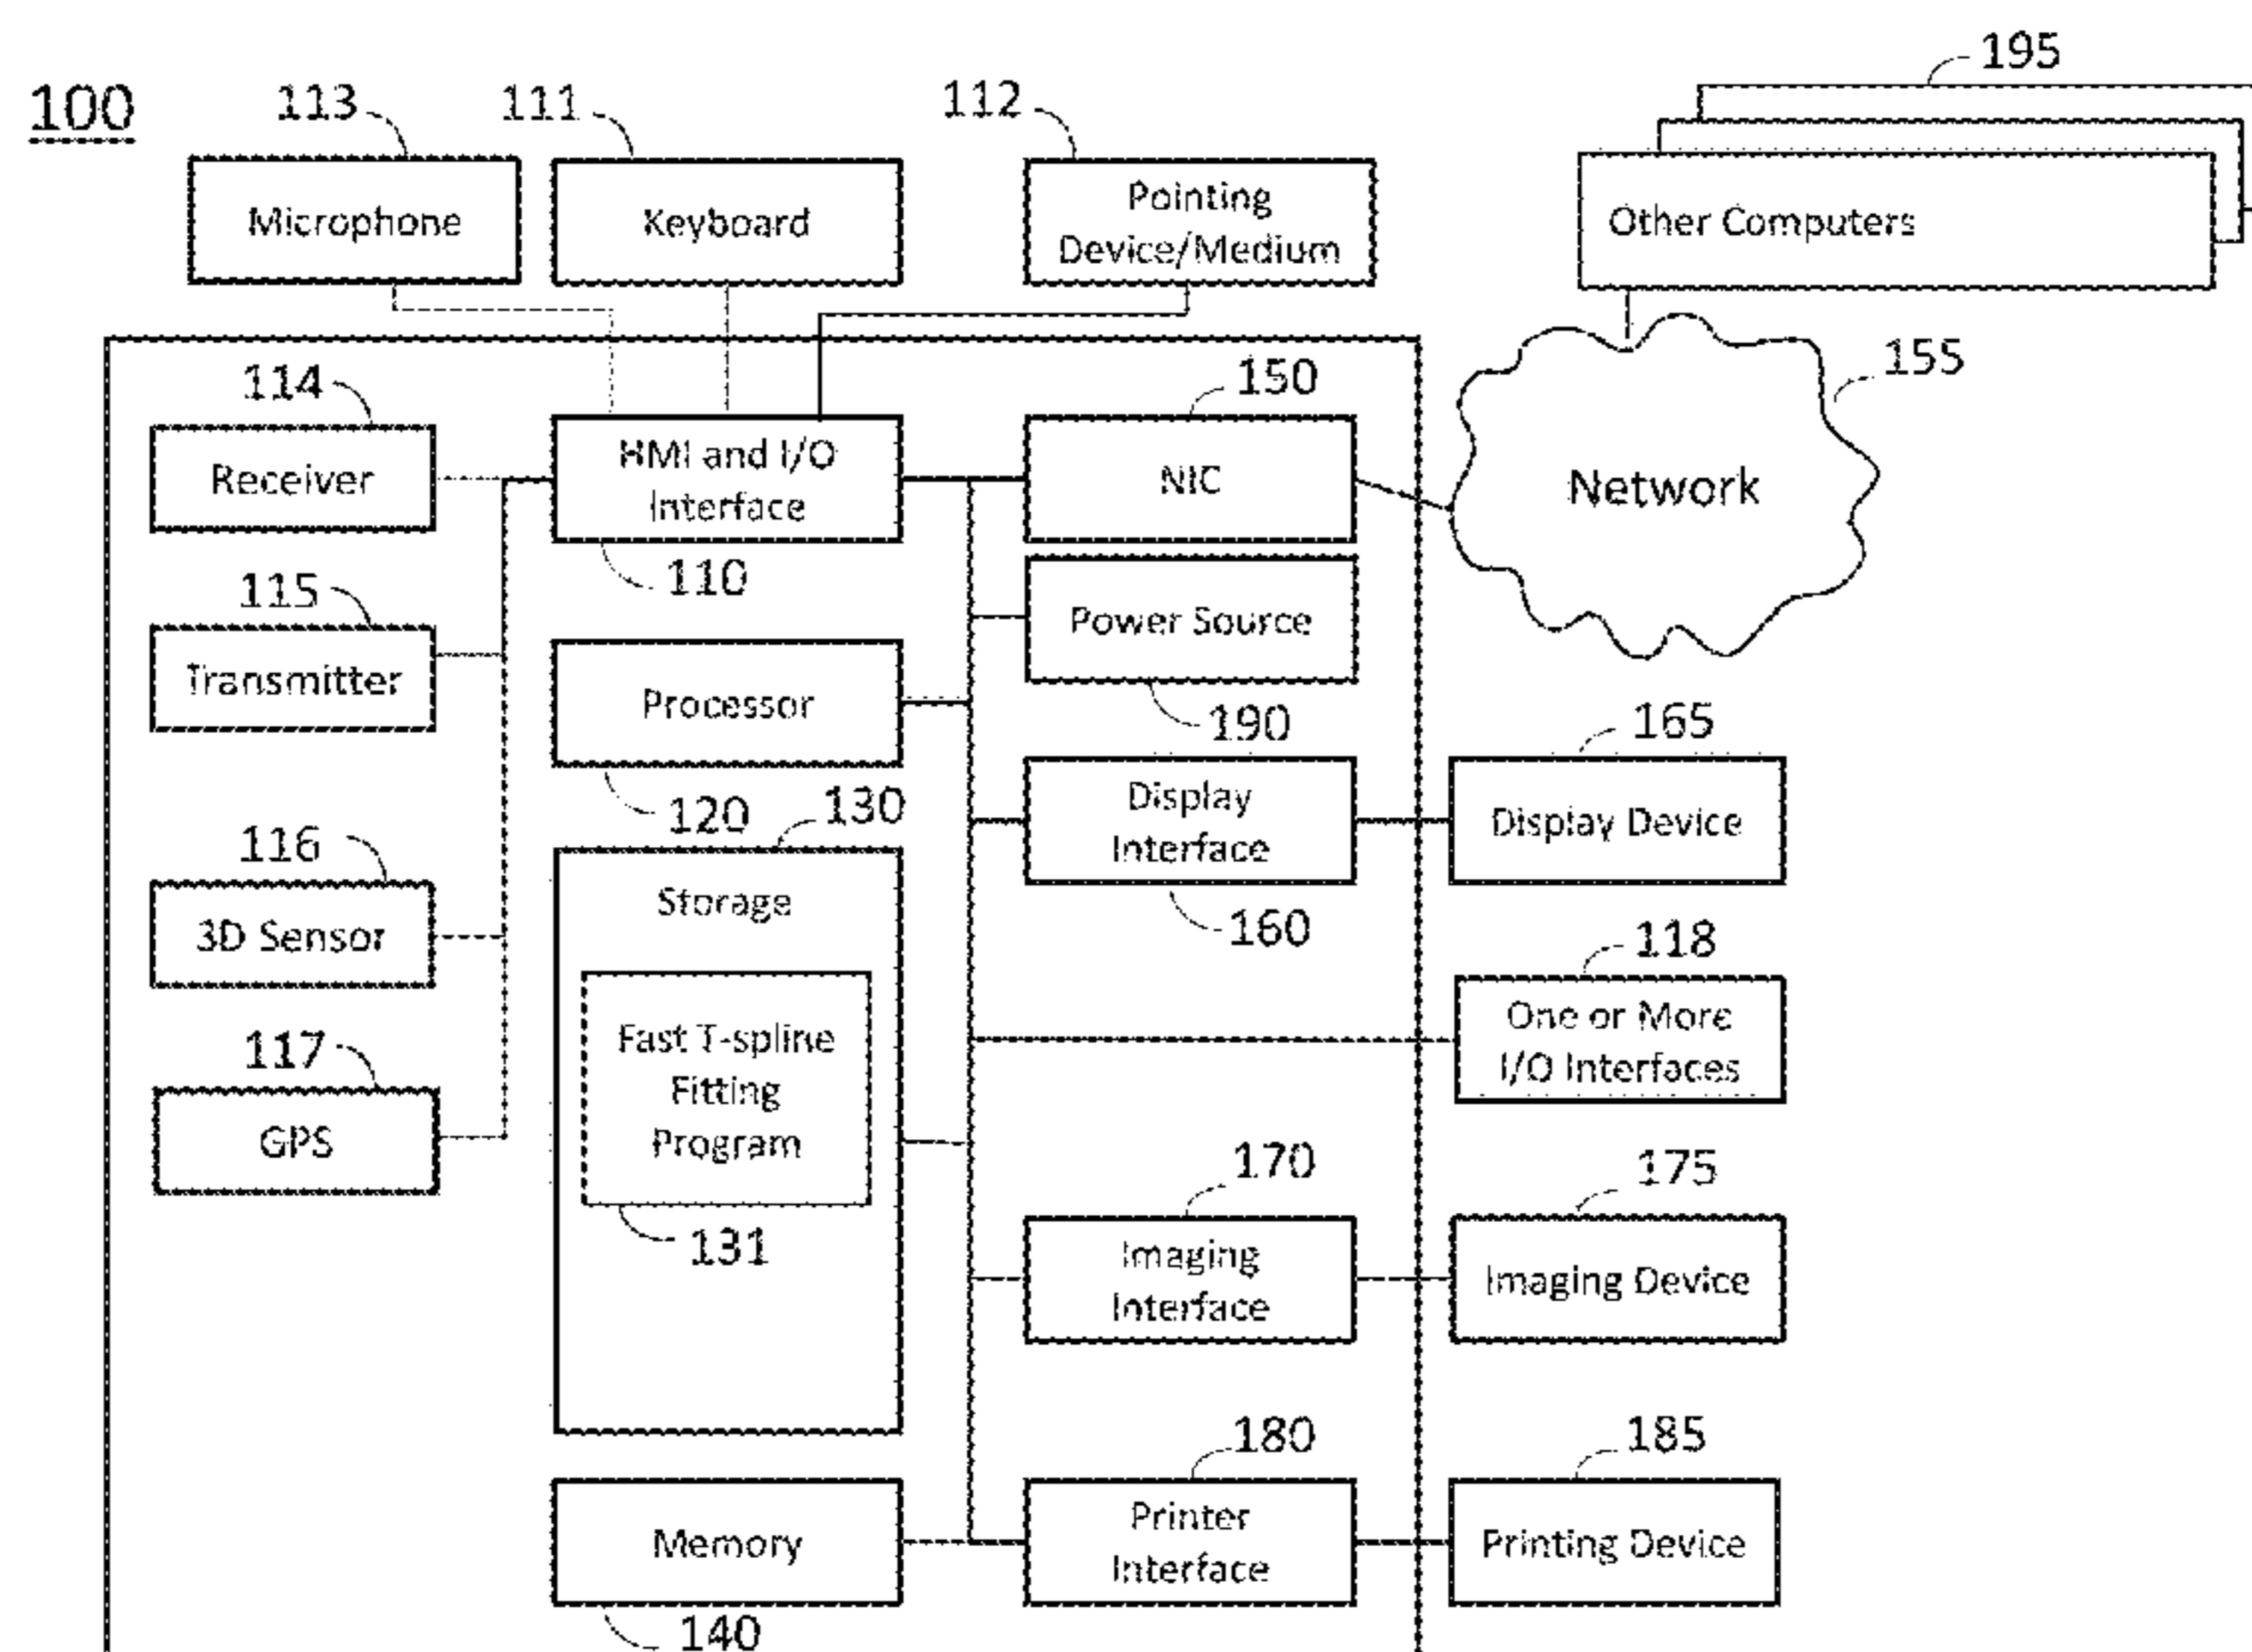 195
100
113
111
112
Microphone
Keyboard
Pointing
Device/Medium
Other Computers
155
114
150
Receiver
HMI and I/O
Interface
NIC
Network
110
115
Transmitter
Power Source
Processor
190
165
120
130
Display
Interface
Display Device
116
3D Sensor
Storage
160
118
One or More
I/O Interfaces
117
GPS
Fast T-spline
Fitting
Program
131
170
175
Imaging
Interface
Imaging Device
180
185
Memory
Printer
Interface
Printing Device
140